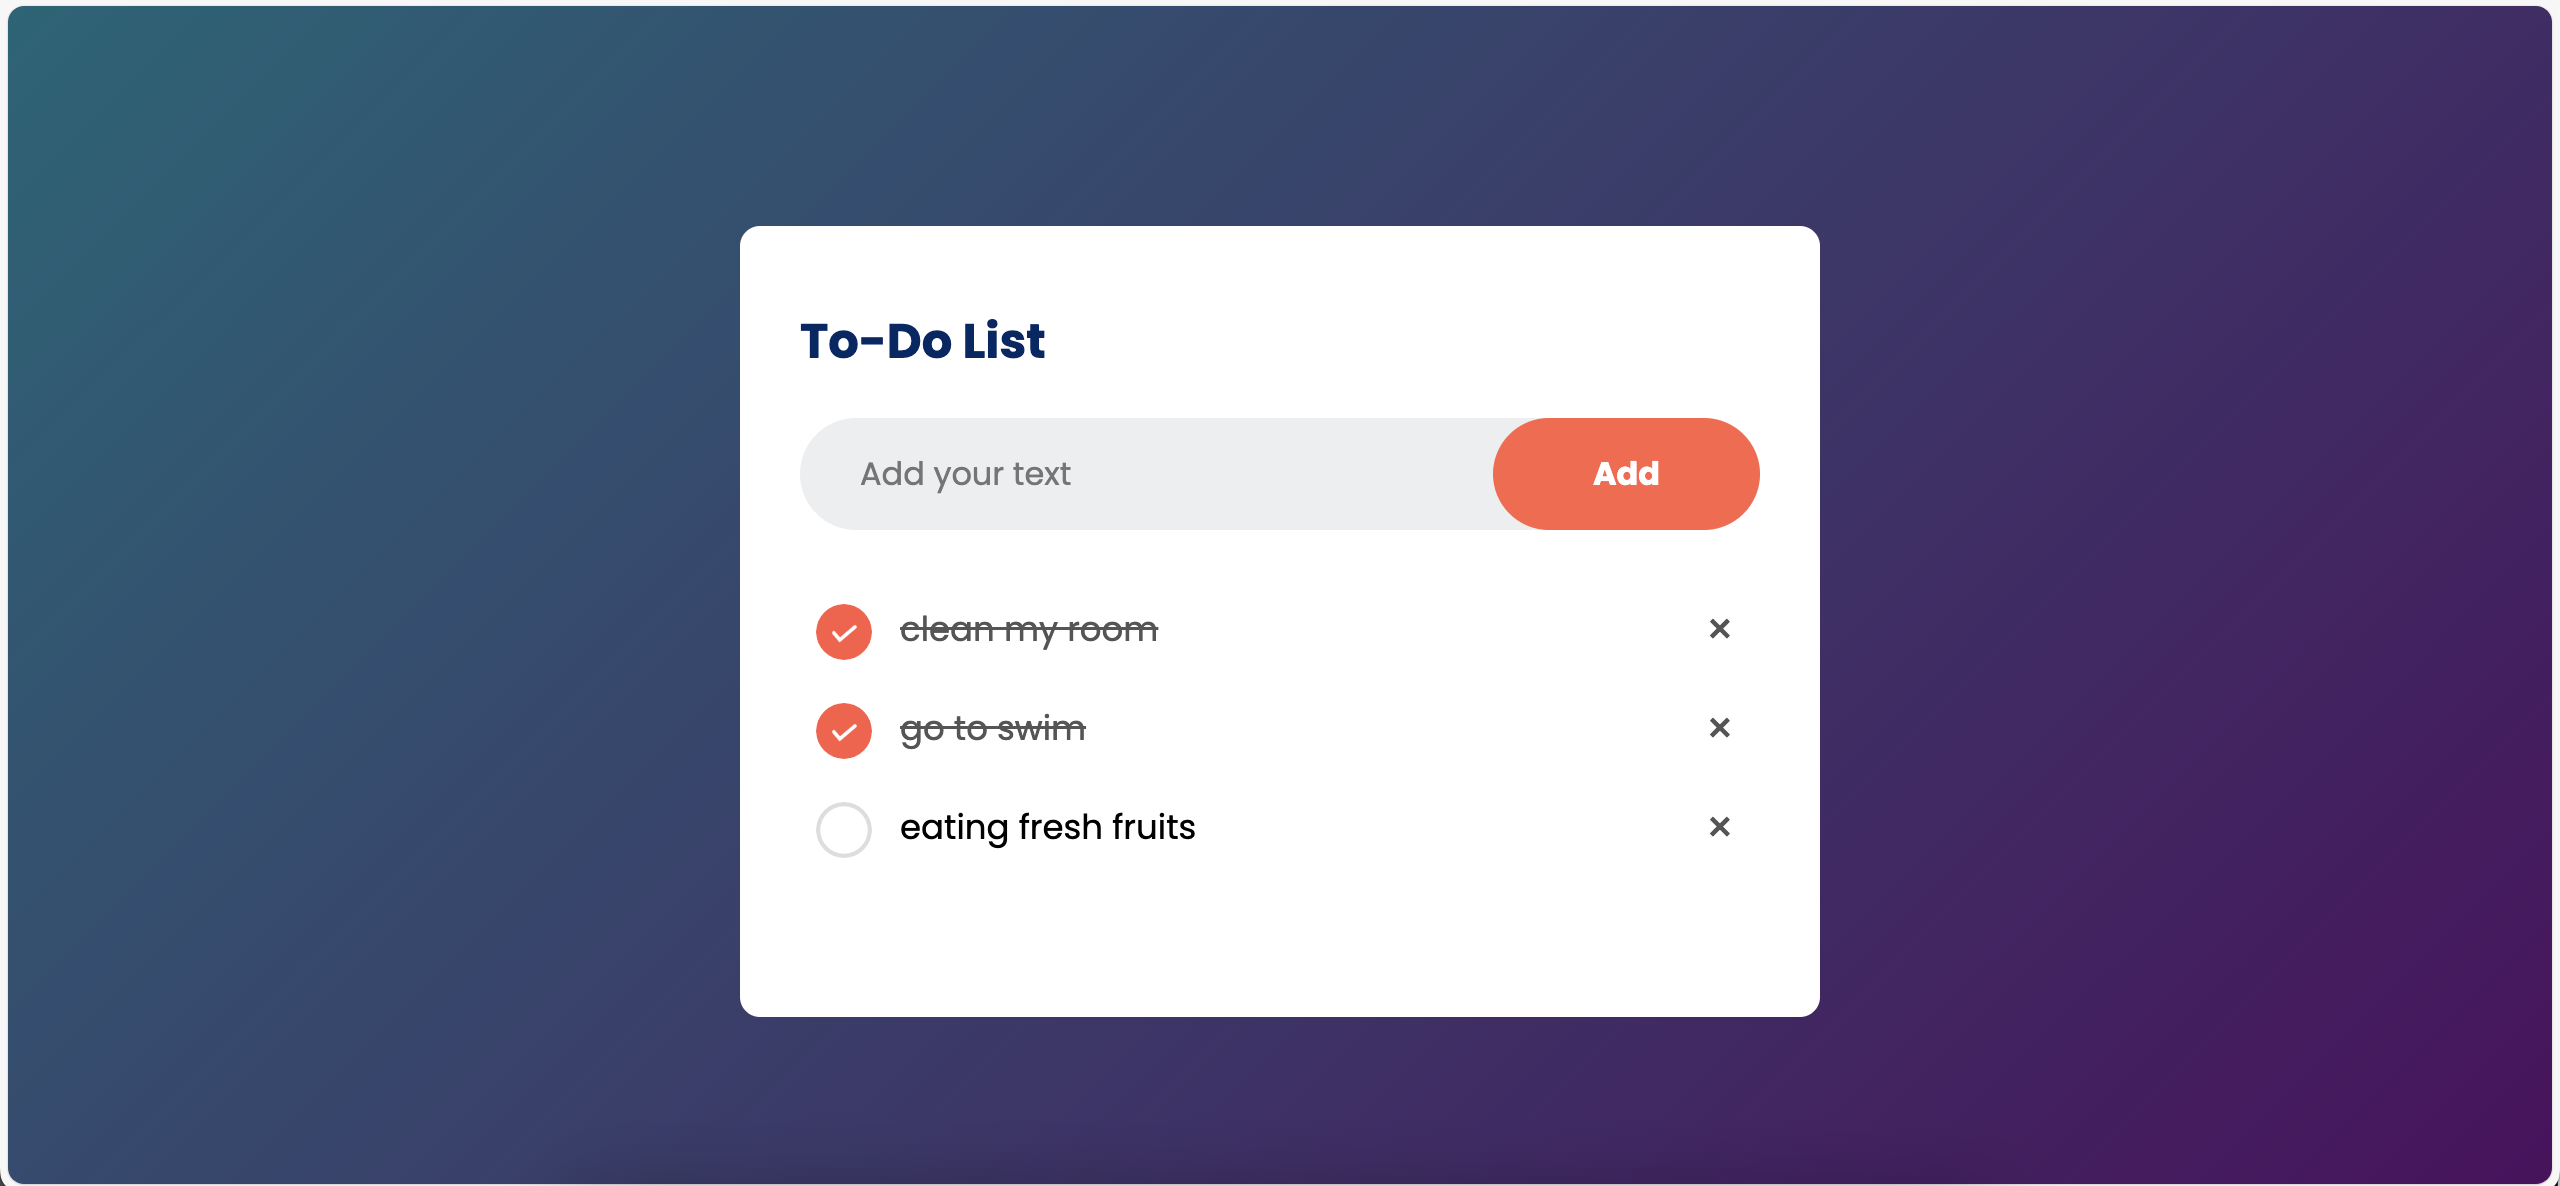 To-Do List
Add your text
Add
clean my room
go to swim
eating fresh fruits